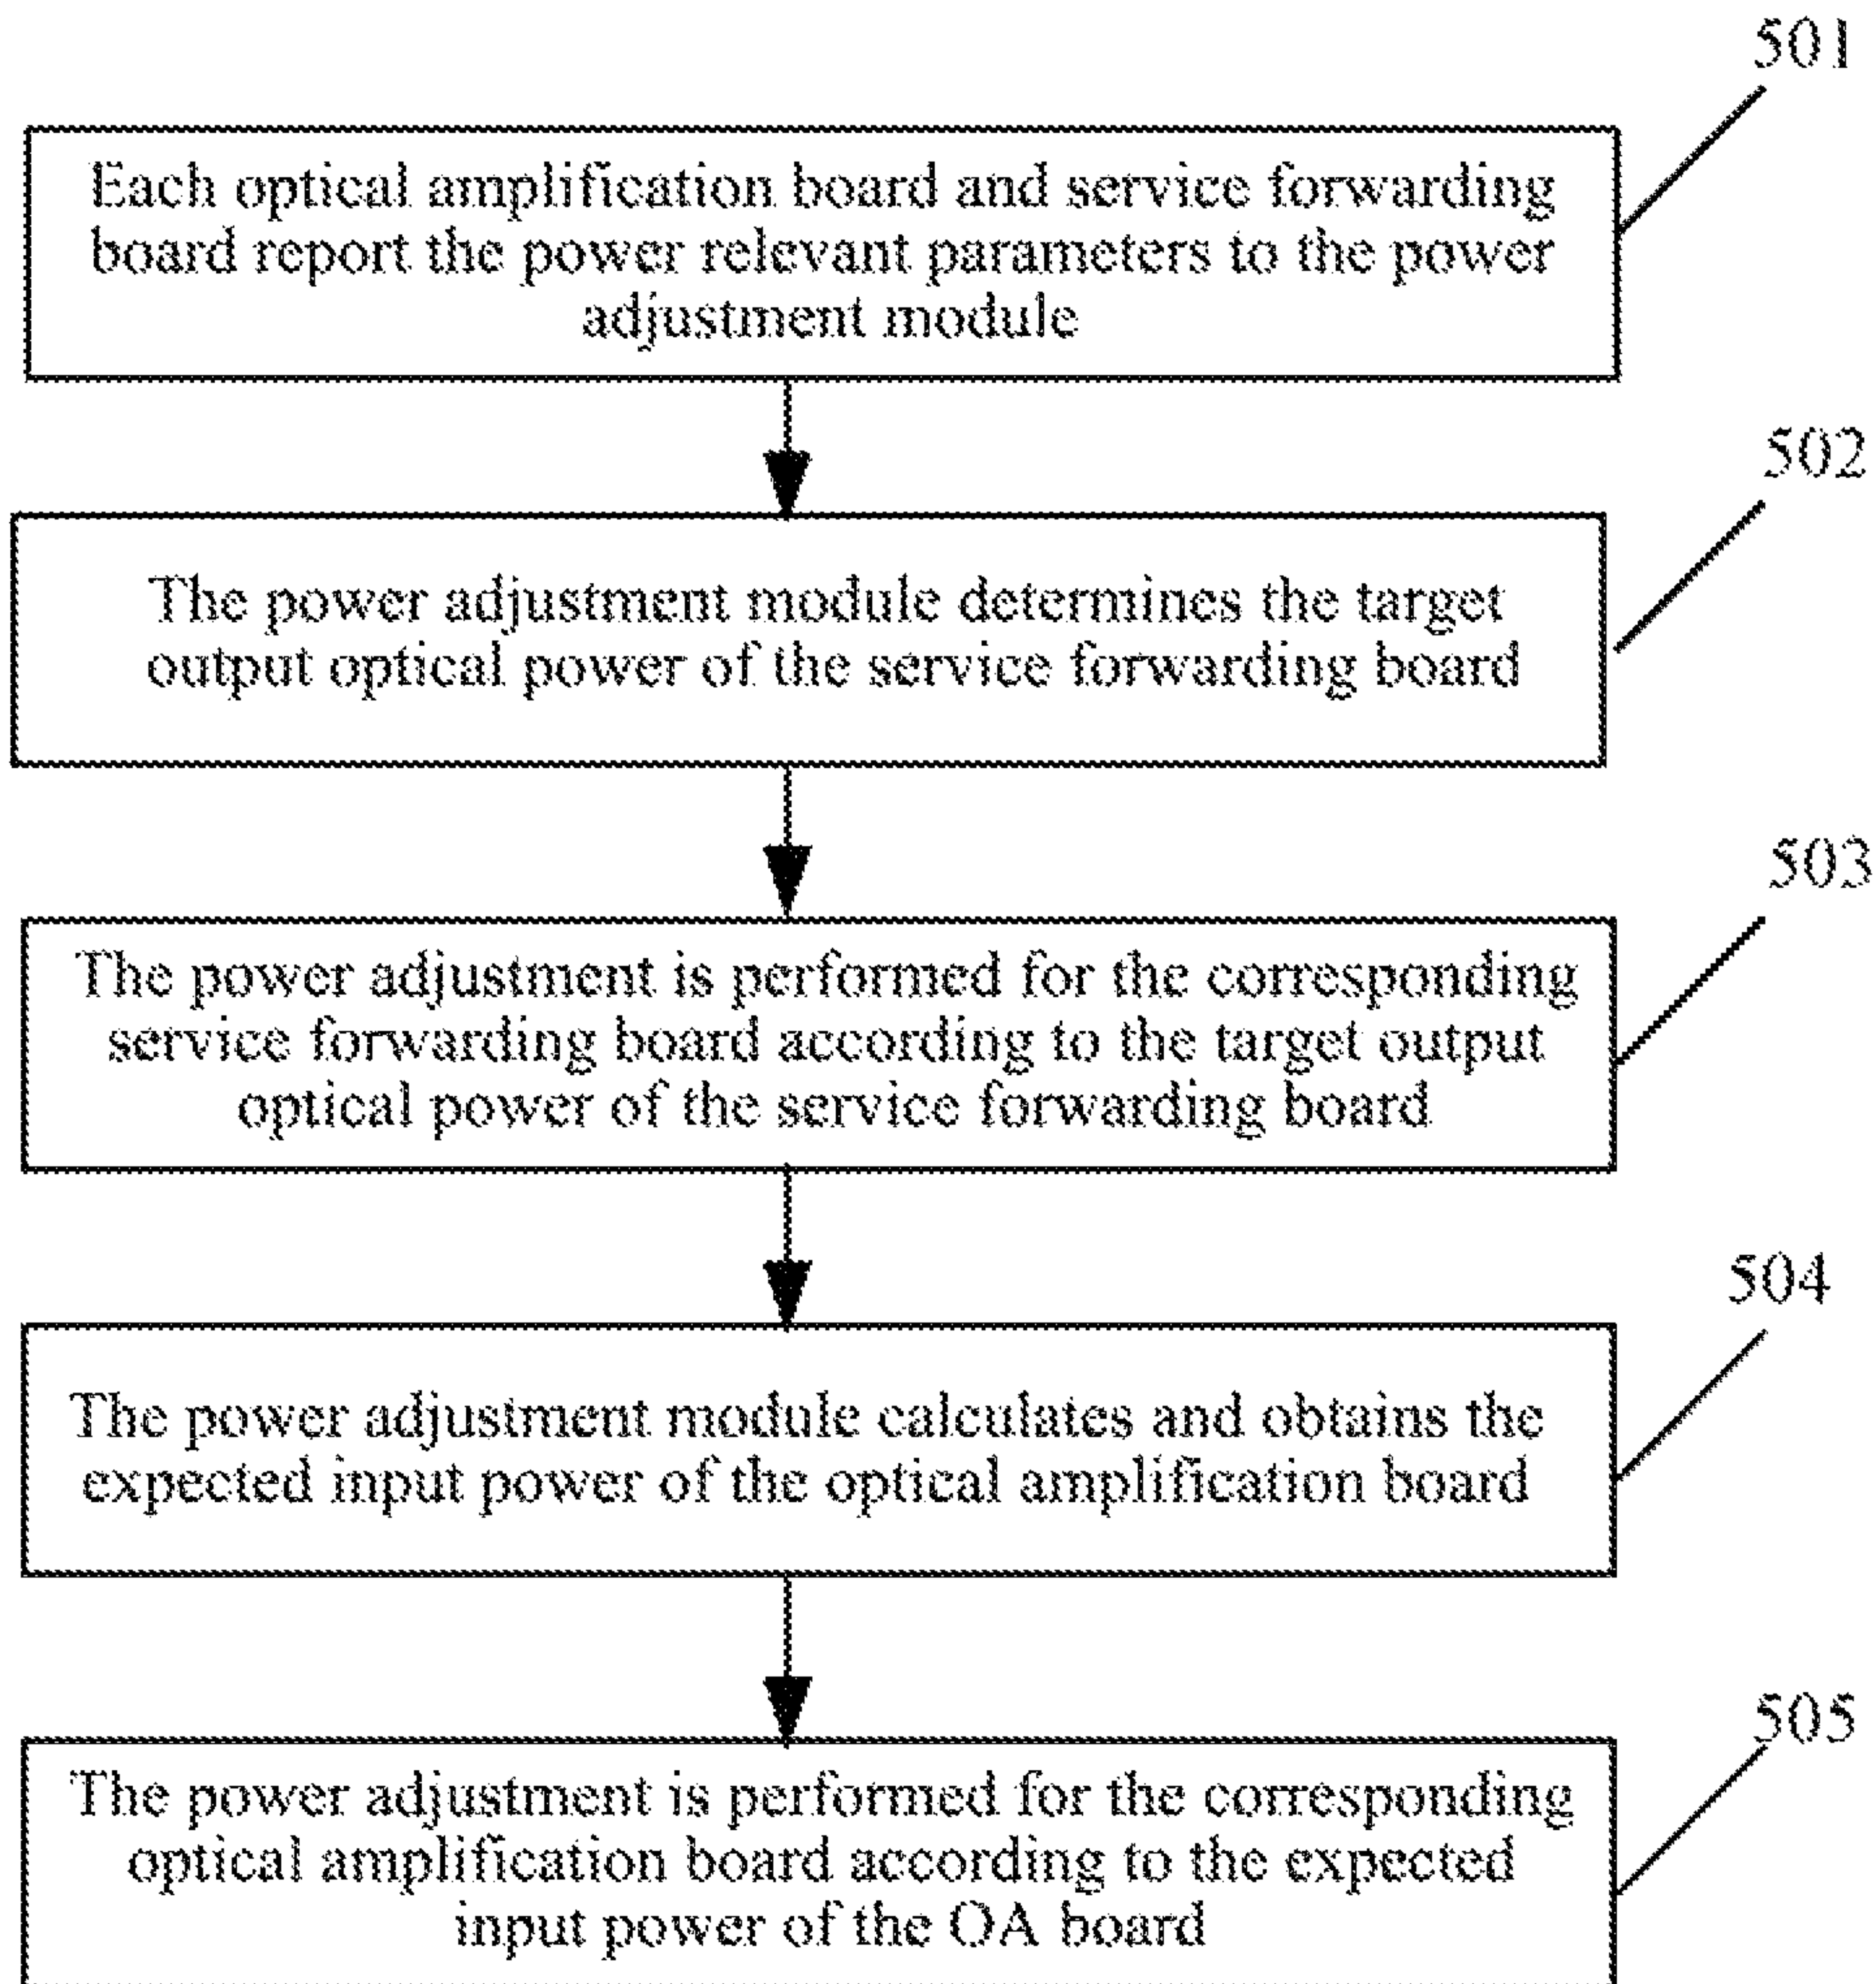 501
Each optical amplification board and service forwarding
board report the power relevant parameters to the power
adjustment module
502
The power adjustment module determines the target
output optical power of the service forwarding board
503
The power adjustment is performed for the corresponding
service forwarding board according to the target output
optical power of the service forwarding board
504
The power adjustment module calculates and obtains the
expected input power of the optical amplification board
505
The power adjustment is performed for the corresponding
optical amplification board according to the expected
input power of the OA board